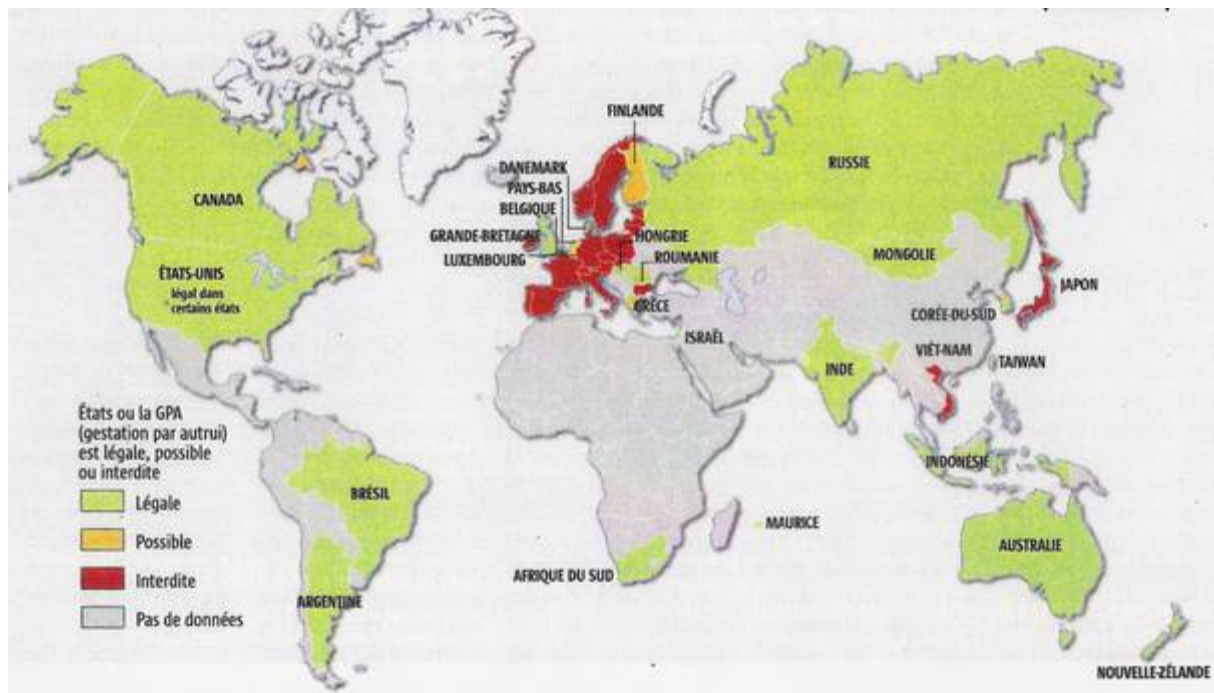 FINLANDE
DANEMARK
PAYS-BAS
BELGIQUE
GRANDE-BRETAGNE
LUXEMBOURG
HONGRIE
ROUMANIE
GRÈCE
RUSSIE
CANADA
ÉTATS-UNIS
légal dans
certains états
MONGOLIE
JAPON
CORÉE-DU-SUD
ISRAËL
VIÊT-NAM
TAIWAN
INDE
INDONÉSIE
BRÉSIL
MAURICE
AUSTRALIE
AFRIQUE DU SUD
ARGENTINE
NOUVELLE-ZÉLANDE
États ou la GPA
(gestation par autrui)
est légale, possible
ou interdite
Légale
Possible
Interdite
Pas de données